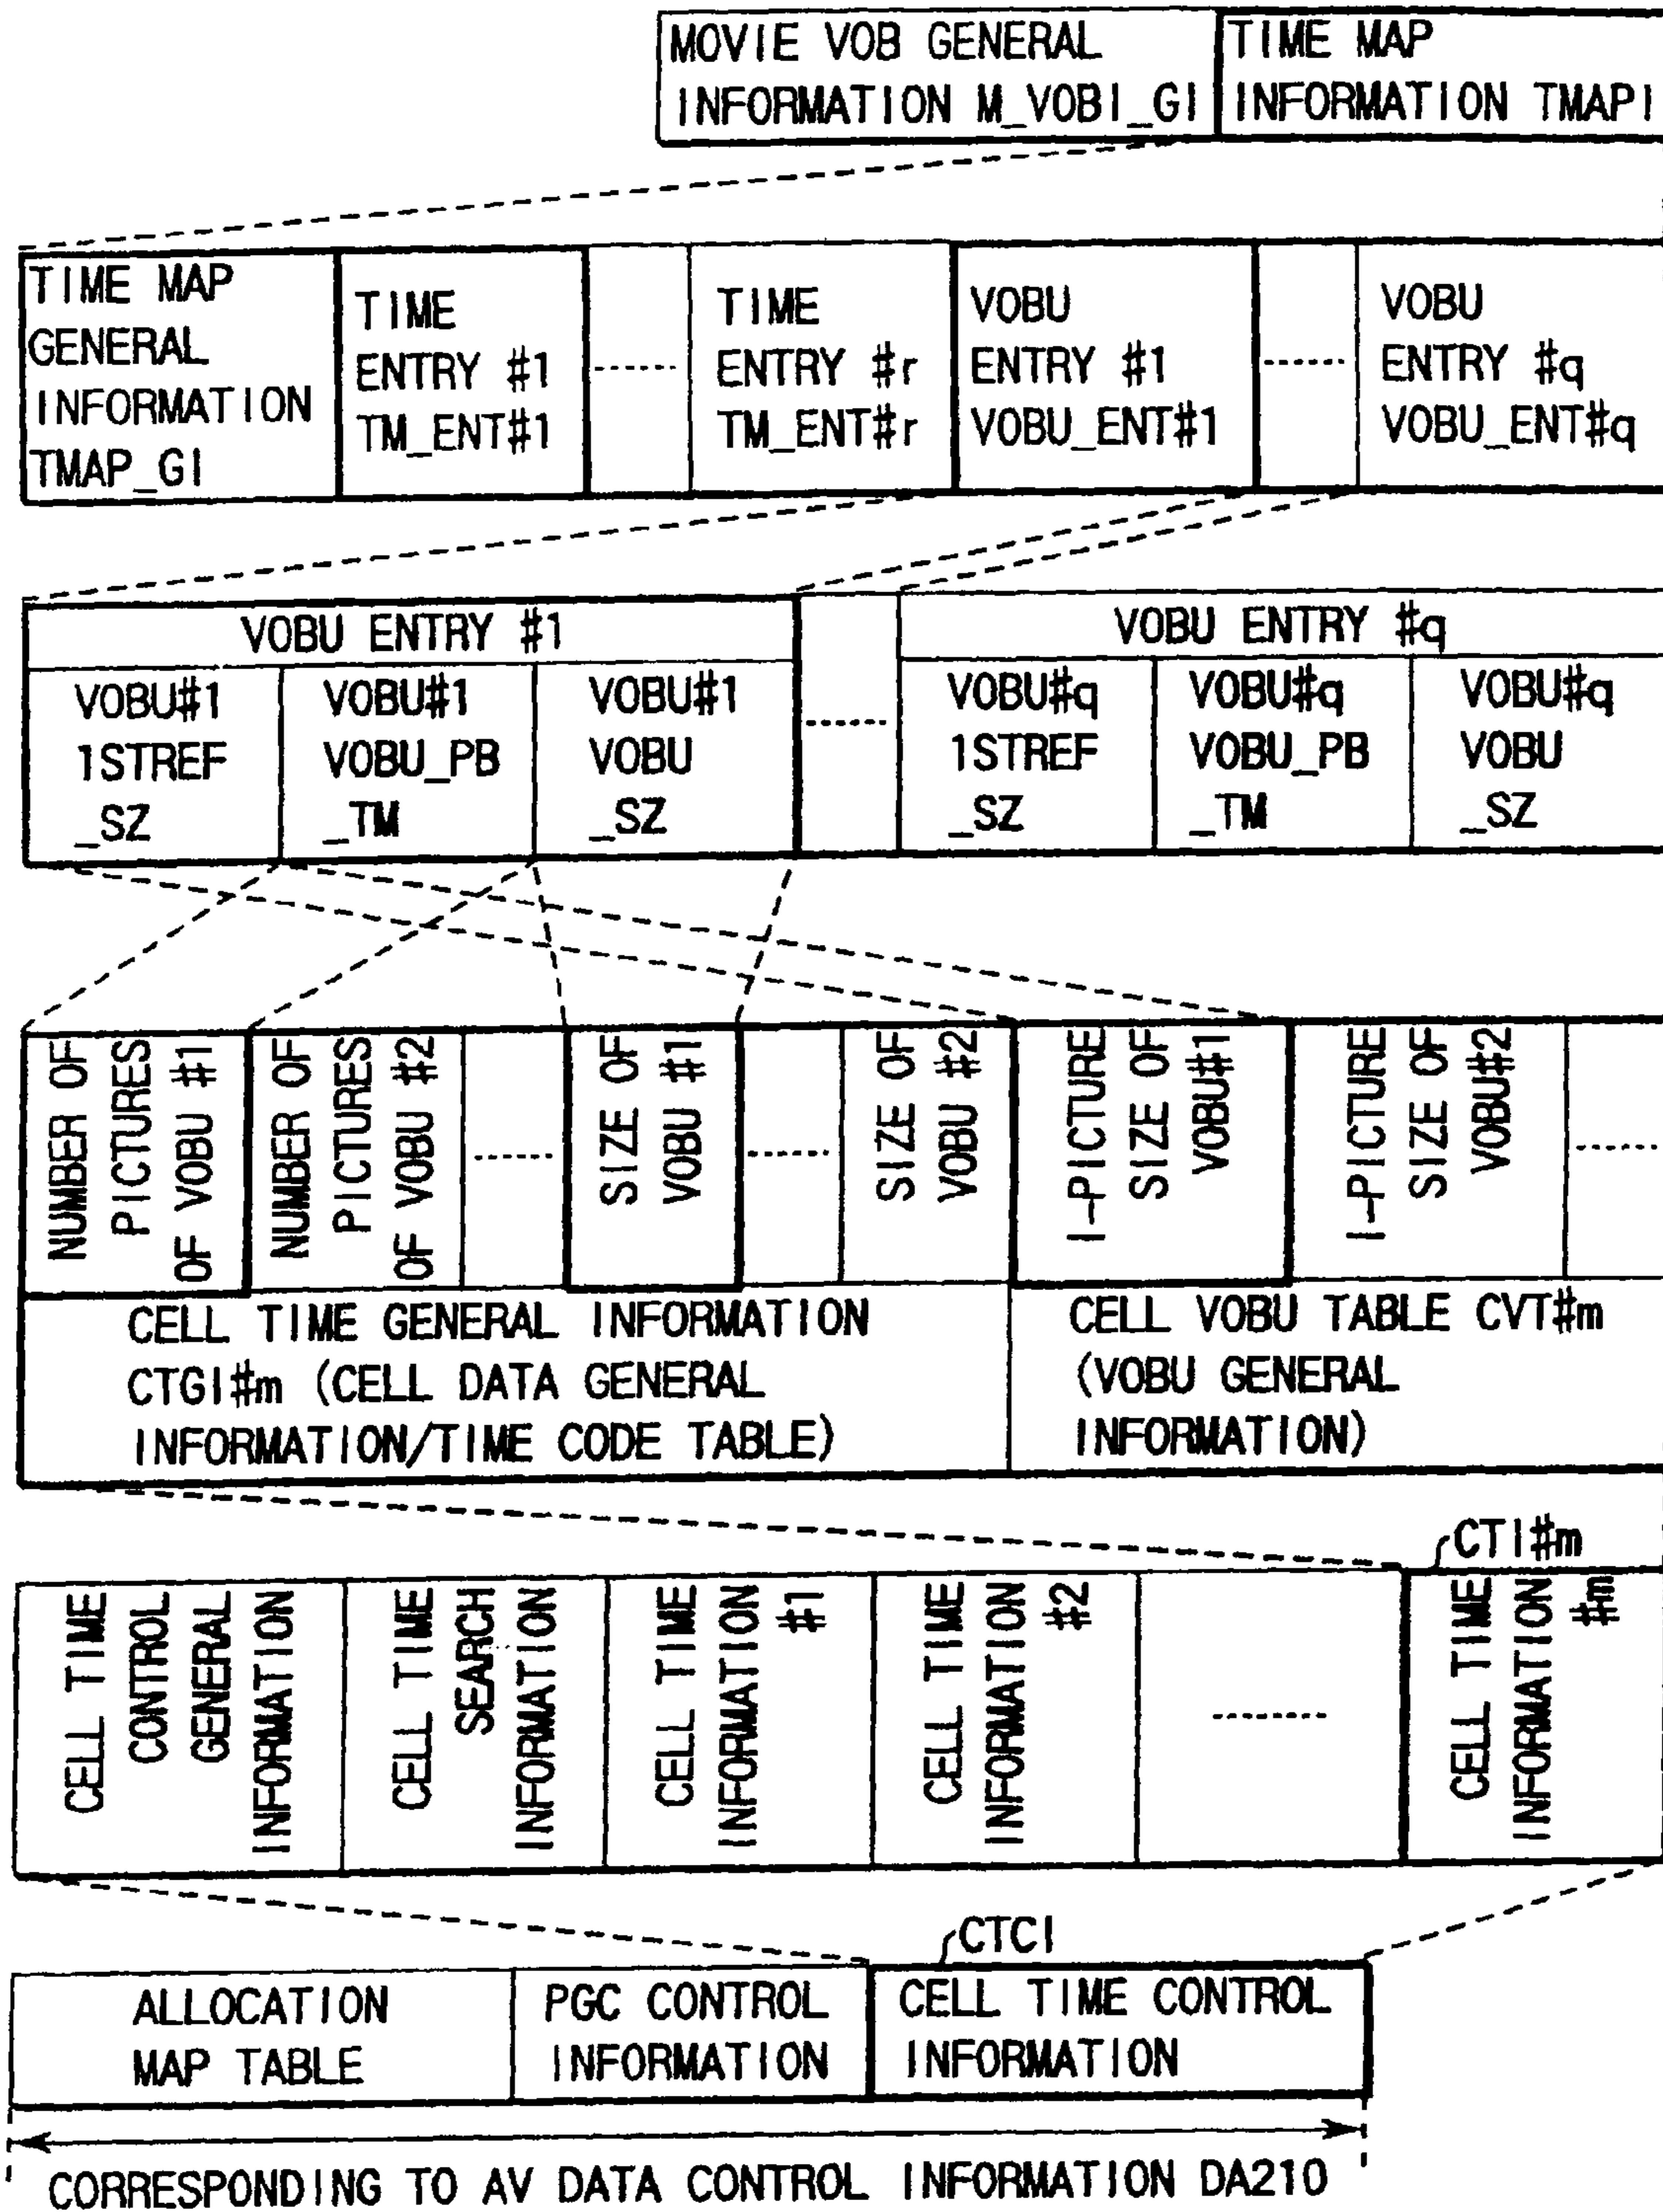 MOVIE VOB GENERAL
INFORMATION M_VOBI_GI
TIME MAP
INFORMATION TMAPI
TIME MAP
GENERAL
INFORMATION
TMAP_GI
TIME
ENTRY #1
TM_ENT#1
TIME
ENTRY #r
TM_ENT#r
VOBU
ENTRY #1
VOBU_ENT#1
VOBU
ENTRY #q
VOBU_ENT#q
VOBU ENTRY #1
VOBU#1
1STREF
_SZ
VOBU#1
VOBU_PB
_TM
VOBU#1
VOBU
_SZ
VOBU ENTRY #q
VOBU#q
1STREF
_SZ
VOBU#q
VOBU_PB
_TM
VOBU#q
VOBU
_SZ
NUMBER OF
PICTURES
OF VOBU #1
NUMBER OF
PICTURES
OF VOBU #2
SIZE OF
VOBU #1
SIZE OF
VOBU #2
I-PICTURE
SIZE OF
VOBU#1
I-PICTURE
SIZE OF
VOBU#2
CELL TIME GENERAL INFORMATION
CTGI#m (CELL DATA GENERAL
INFORMATION/TIME CODE TABLE)
CELL VOBU TABLE CVT#m
(VOBU GENERAL
INFORMATION)
CTI#m
CELL TIME
CONTROL
GENERAL
INFORMATION
CELL TIME
SEARCH
INFORMATION
CELL TIME
INFORMATION
#1
CELL TIME
INFORMATION
#2
CELL TIME
INFORMATION
#m
CTCI
ALLOCATION
MAP TABLE
PGC CONTROL
INFORMATION
CELL TIME CONTROL
INFORMATION
CORRESPONDING TO AV DATA CONTROL INFORMATION DA210